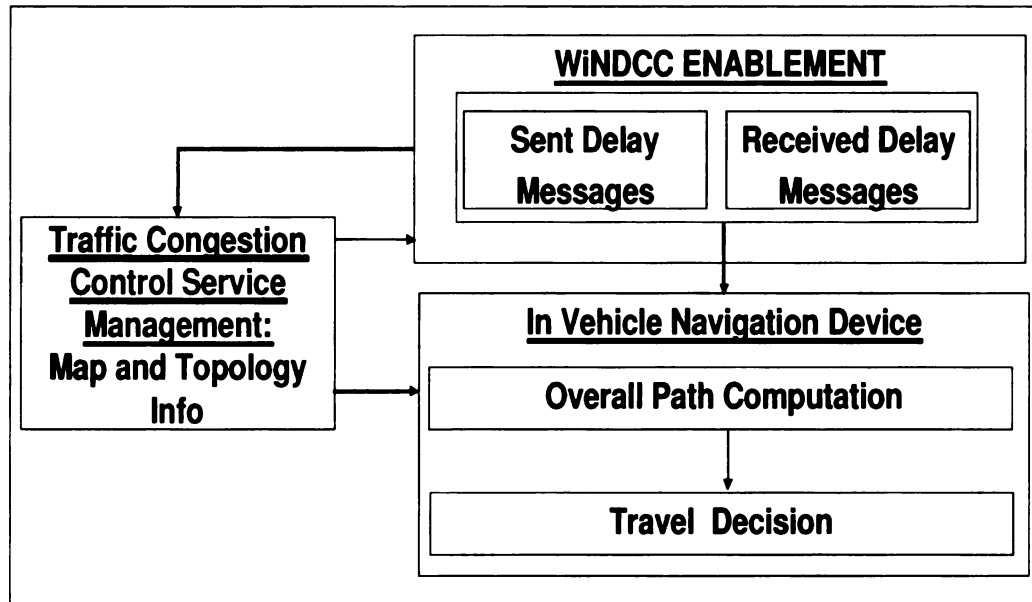 WiNDCC ENABLEMENT
Sent Delay
Messages
Received Delay
Messages
Traffic Congestion
Control Service
Management:
Map and Topology
Info
In Vehicle Navigation Device
Overall Path Computation
Travel Decision